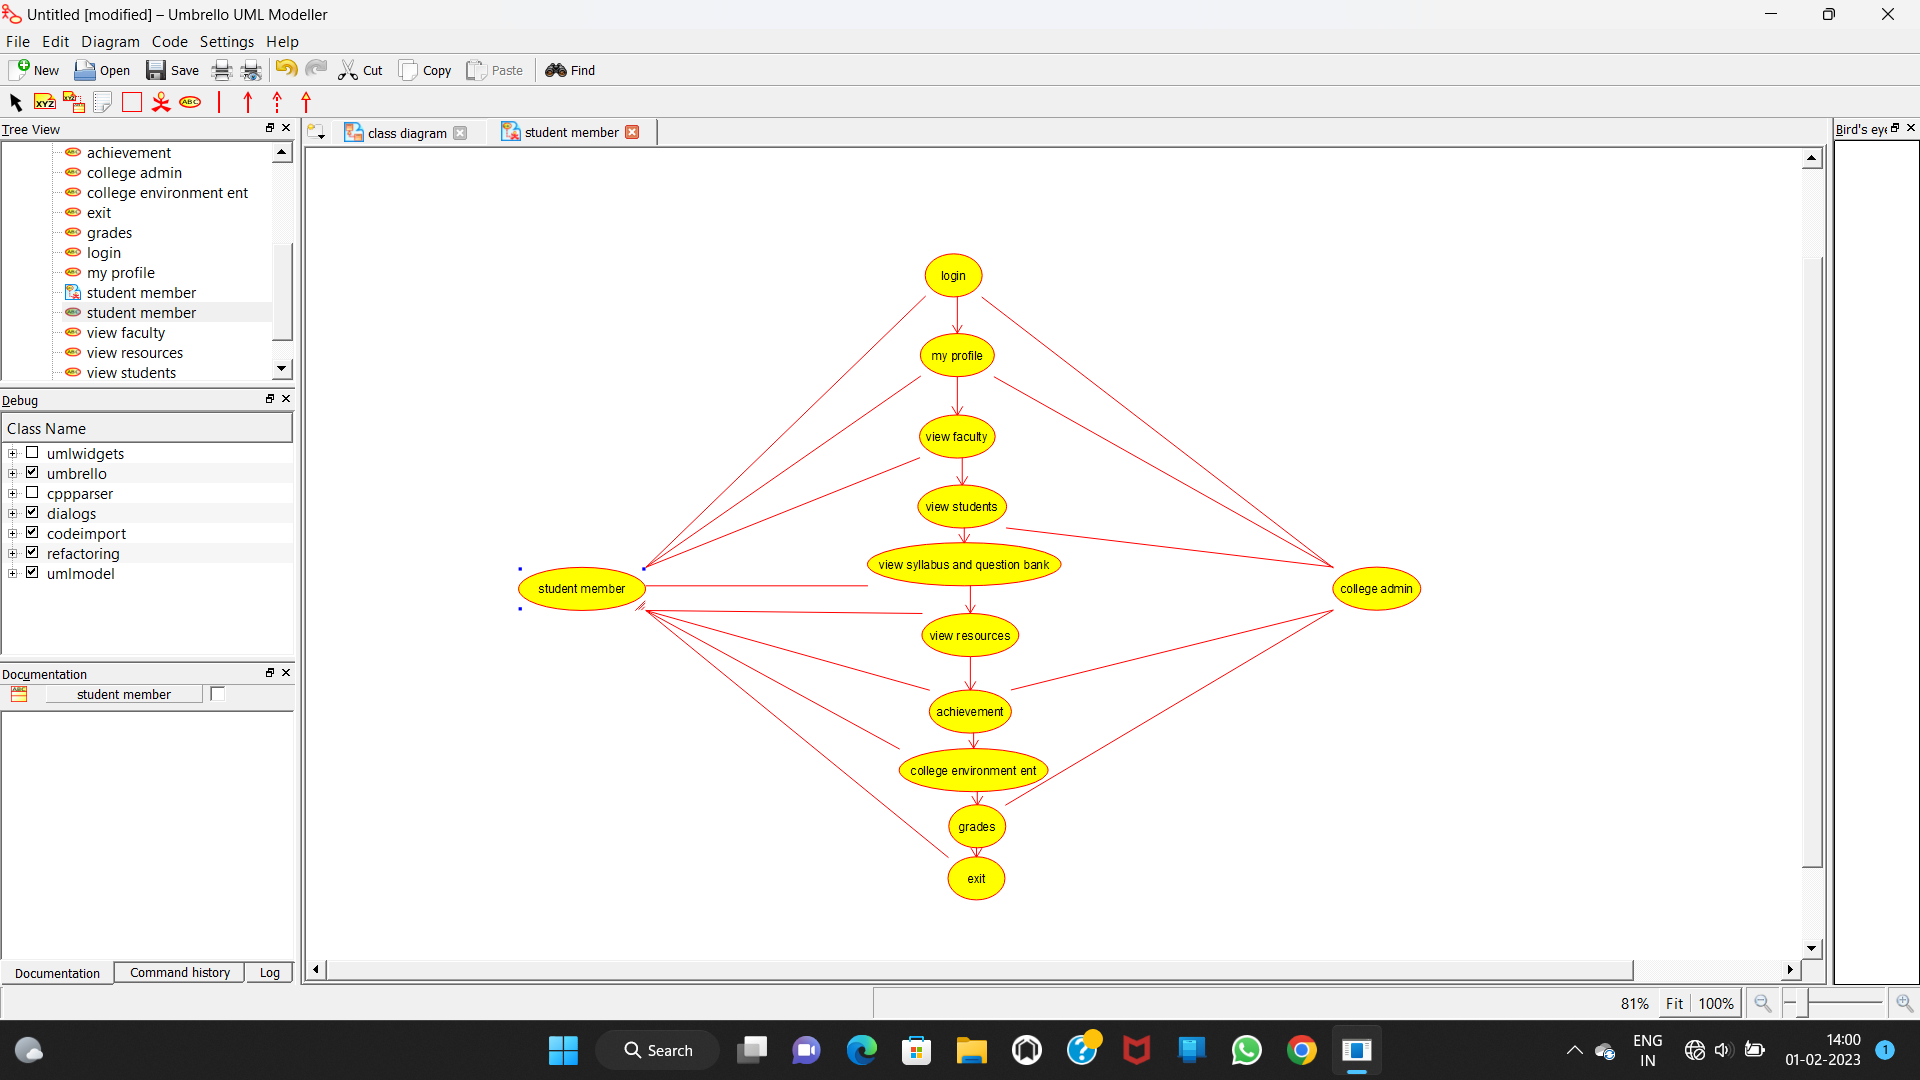 Untitled [modified] – Umbrello UML Modeller
File Edit Diagram Code Settings Help
New Open Save Cut Copy Paste Find
XYZ XYZ ABC
Tree View
achievement
college admin
college environment ent
exit
grades
login
my profile
student member
student member
view faculty
view resources
view students
Debug
Class Name
umlwidgets
umbrello
cppparser
dialogs
codeimport
refactoring
umlmodel
Documentation
student member
Documentation Command history Log
class diagram student member
login
my profile
view faculty
view students
view syllabus and question bank
student member
college admin
view resources
achievement
college environment ent
grades
exit
Bird's eye
81% Fit 100%
Search
ENG
IN
14:00
01-02-2023
1